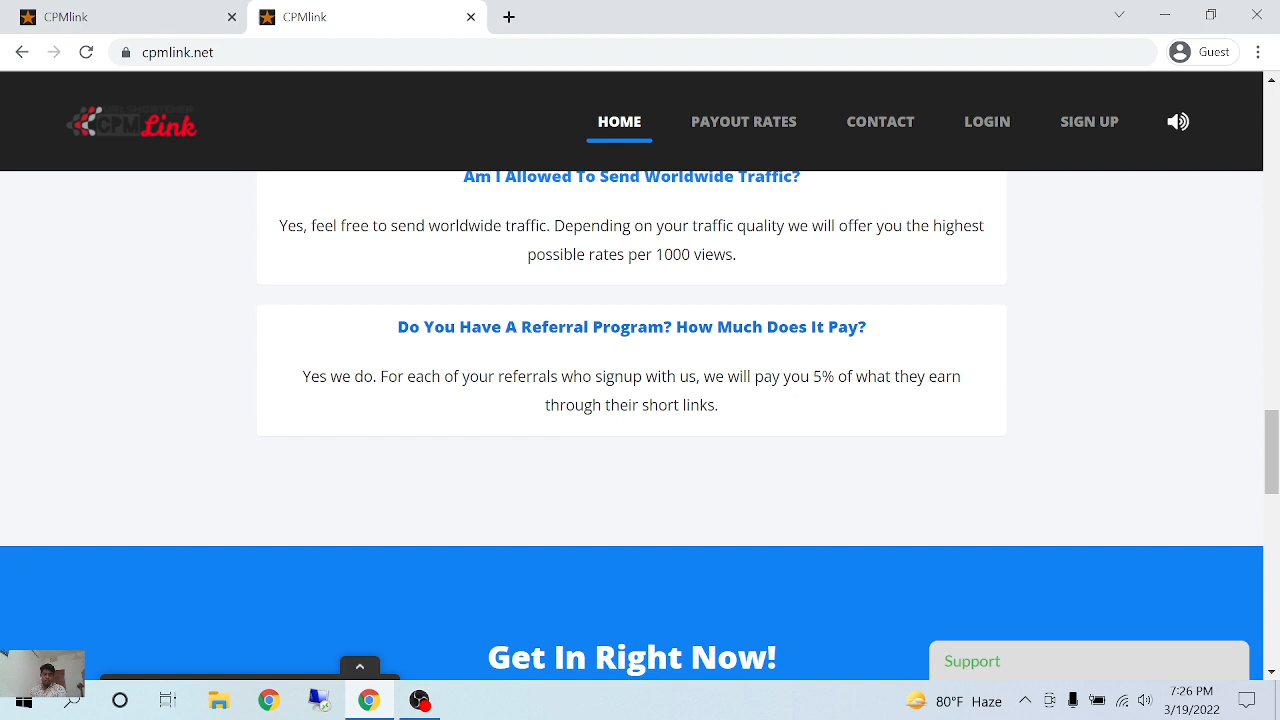 CPMlink
CPMlink
cpmlink.net
Guest
CPM Link
HOME
PAYOUT RATES
CONTACT
LOGIN
SIGN UP
Am I Allowed To Send Worldwide Traffic?
Yes, feel free to send worldwide traffic. Depending on your traffic quality we will offer you the highest
possible rates per 1000 views.
Do You Have A Referral Program? How Much Does It Pay?
Yes we do. For each of your referrals who signup with us, we will pay you 5% of what they earn
through their short links.
Get In Right Now!
Support
80°F Haze
7:26 PM
3/19/2022